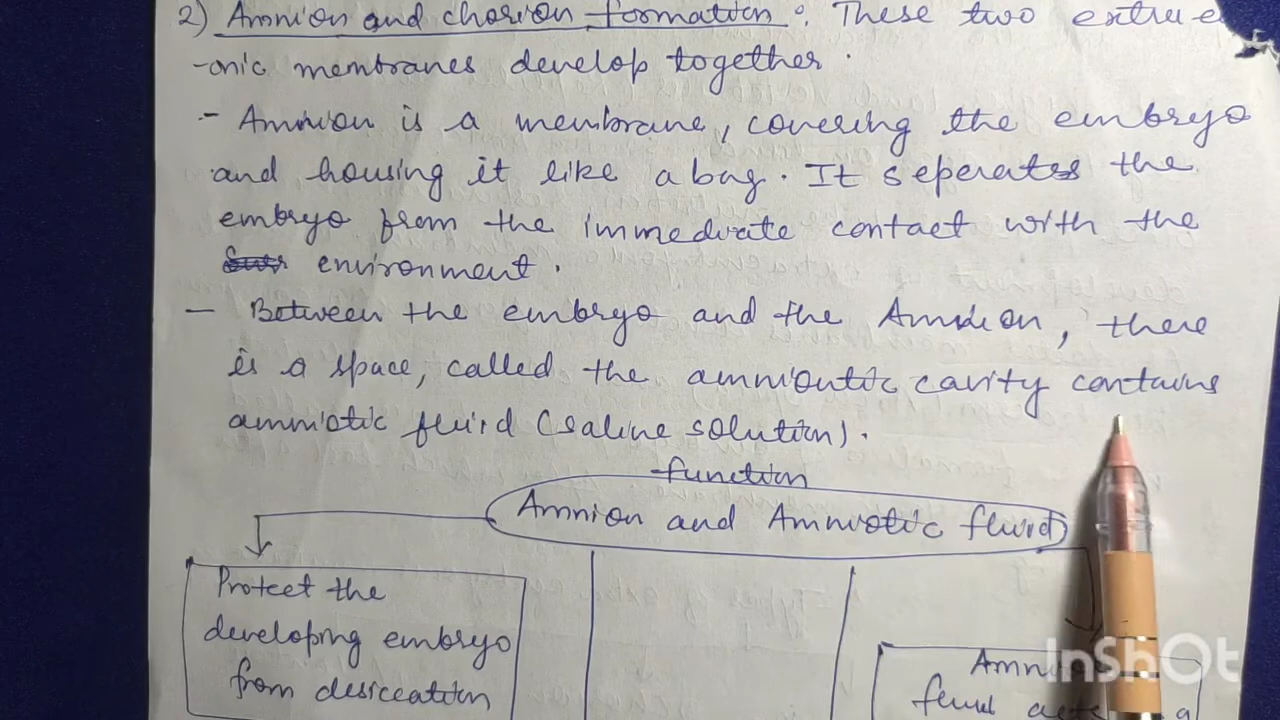 2) Amnion and chorion formation : These two extrae
-onic membranes develop together.
- Amnion is a membrane, covering the embryo
and housing it like a bag. It seperates the
embryo from the immediate contact with the
environment.
- Between the embryo and the Amnion, there
is a space, called the amniontic cavity contains
amniotic fluid (saline solution).
function
Amnion and Amniotic fluid
Protect the
developing embryo
from desiccation
Amni
fluid acts a
InShOt